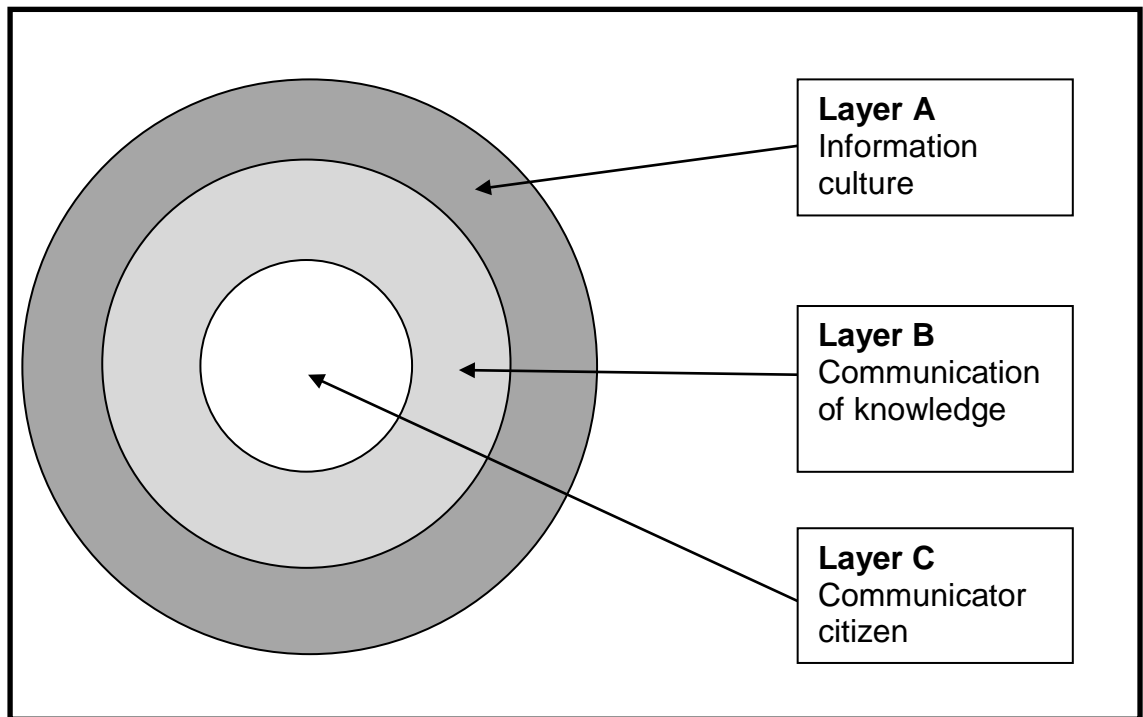 Layer A
Information
culture
Layer B
Communication
of knowledge
Layer C
Communicator
citizen